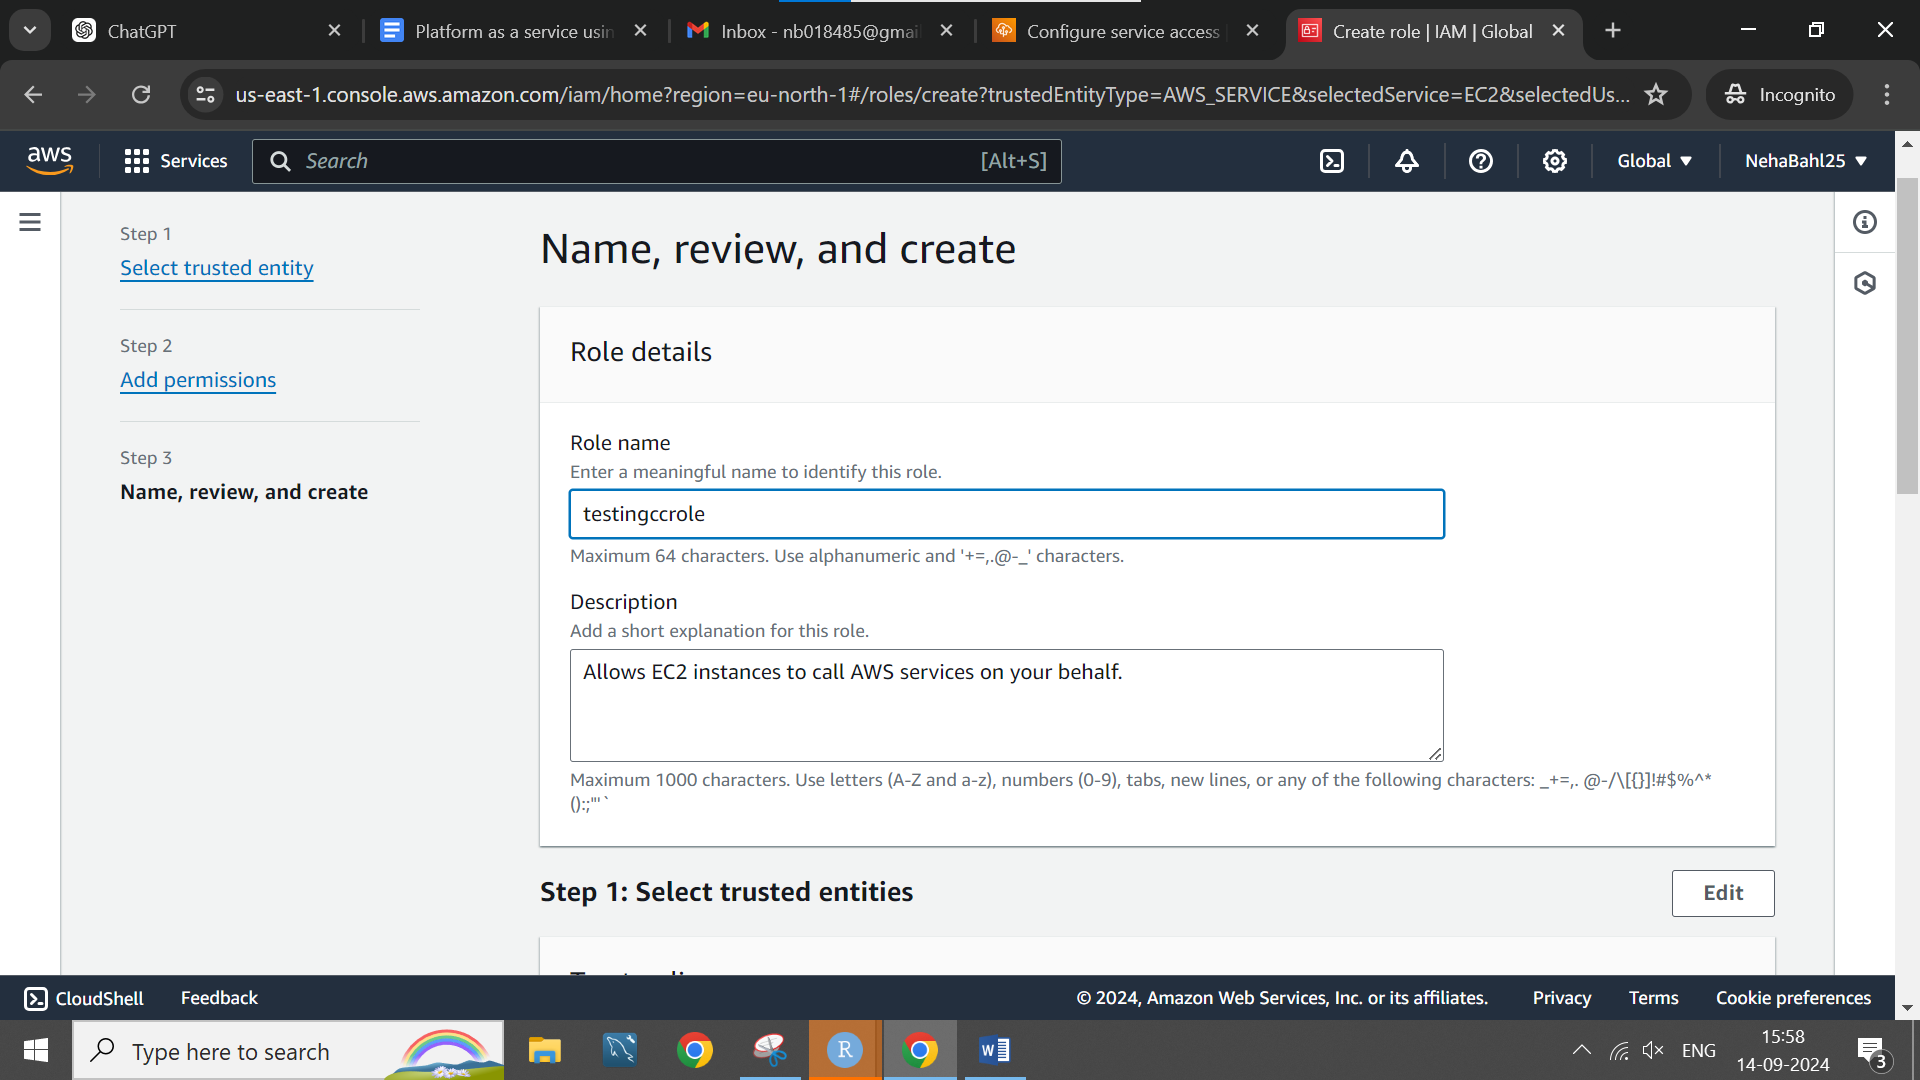 ChatGPT
Platform as a service usin
Inbox - nb018485@gmai
Configure service access
Create role | IAM | Global
us-east-1.console.aws.amazon.com/iam/home?region=eu-north-1#/roles/create?trustedEntityType=AWS_SERVICE&selectedService=EC2&selectedUs...
Incognito
aws
Services
Search
[Alt+S]
Global
NehaBahl25
Step 1
Select trusted entity
Step 2
Add permissions
Step 3
Name, review, and create
Name, review, and create
Role details
Role name
Enter a meaningful name to identify this role.
testingccrole
Maximum 64 characters. Use alphanumeric and '+=,.@-_' characters.
Description
Add a short explanation for this role.
Allows EC2 instances to call AWS services on your behalf.
Maximum 1000 characters. Use letters (A-Z and a-z), numbers (0-9), tabs, new lines, or any of the following characters: _+=,. @-/\[{}]!#$%^*
();:;"'`
Step 1: Select trusted entities
Edit
CloudShell
Feedback
© 2024, Amazon Web Services, Inc. or its affiliates.
Privacy
Terms
Cookie preferences
Type here to search
R
W
ENG
15:58
14-09-2024
3